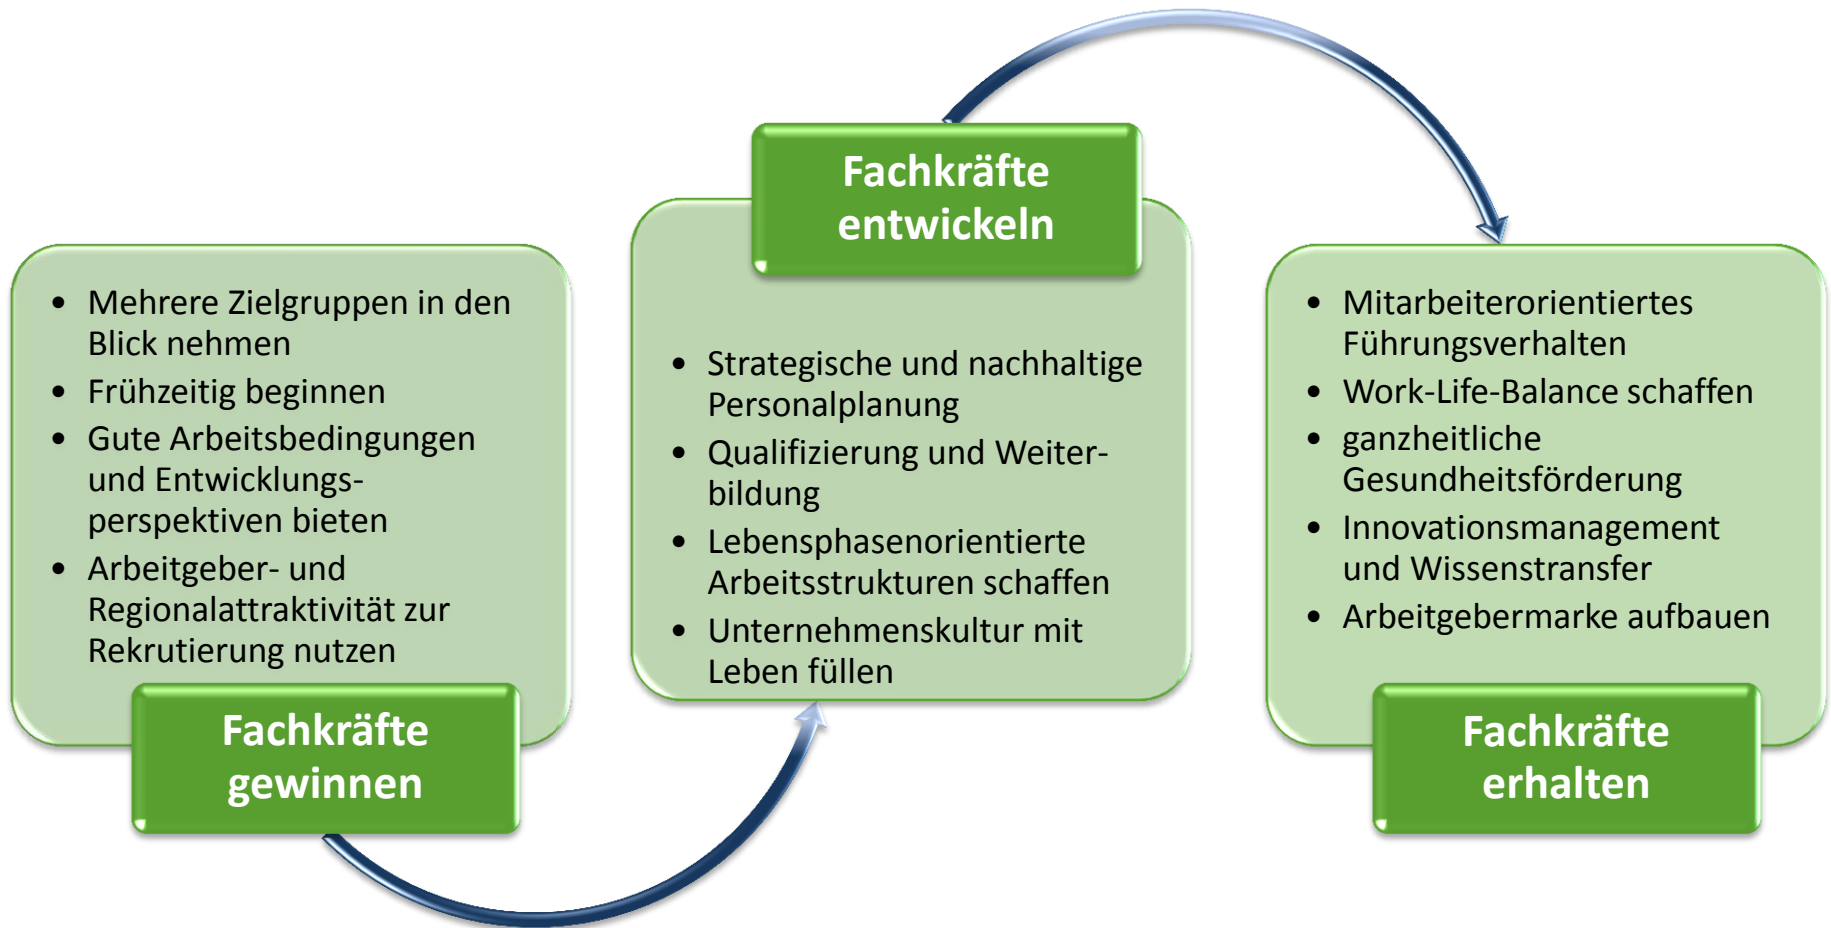 • Mehrere Zielgruppen in den
Blick nehmen
• Frühzeitig beginnen
• Gute Arbeitsbedingungen
und Entwicklungs-
perspektiven bieten
• Arbeitgeber- und
Regionalattraktivität zur
Rekrutierung nutzen
Fachkräfte
gewinnen
Fachkräfte
entwickeln
• Strategische und nachhaltige
Personalplanung
• Qualifizierung und Weiter-
bildung
• Lebensphasenorientierte
Arbeitsstrukturen schaffen
• Unternehmenskultur mit
Leben füllen
• Mitarbeiterorientiertes
Führungsverhalten
• Work-Life-Balance schaffen
• ganzheitliche
Gesundheitsförderung
• Innovationsmanagement
und Wissenstransfer
• Arbeitgebermarke aufbauen
Fachkräfte
erhalten